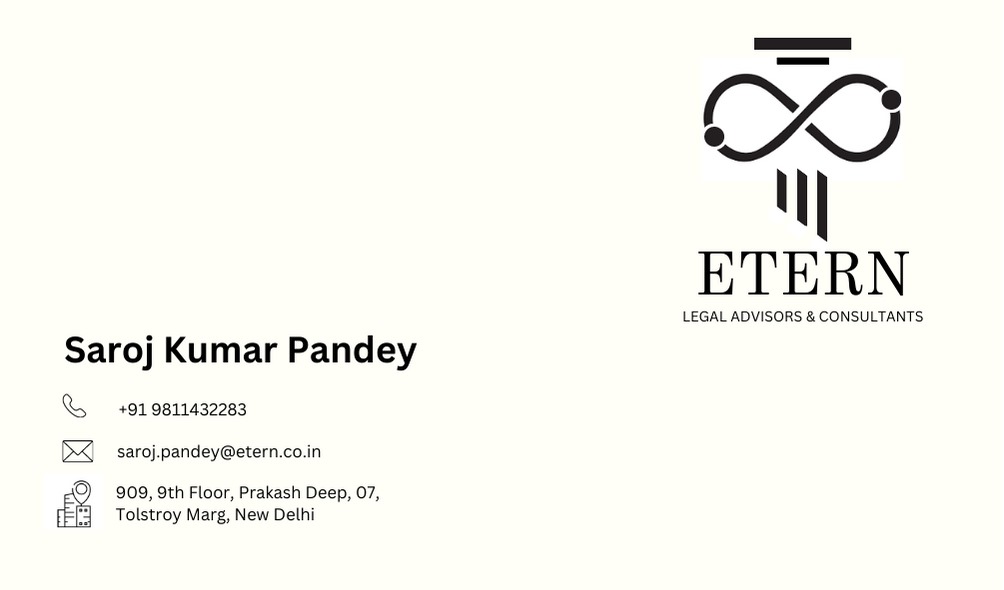 ETERN
LEGAL ADVISORS & CONSULTANTS
Saroj Kumar Pandey
+91 9811432283
saroj.pandey@etern.co.in
909, 9th Floor, Prakash Deep, 07,
Tolstroy Marg, New Delhi